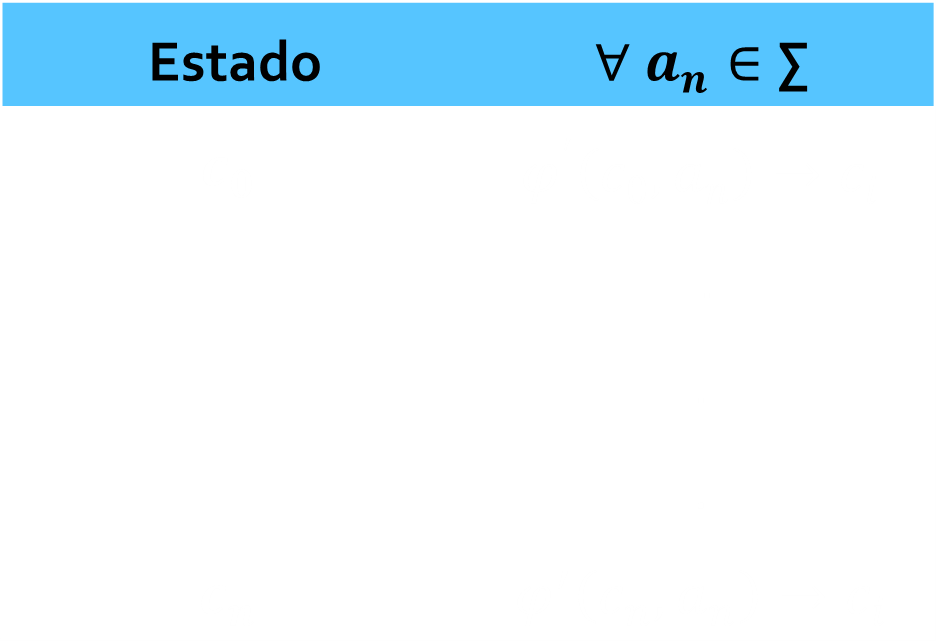 Estado ∀ aₙ ∈ ∑